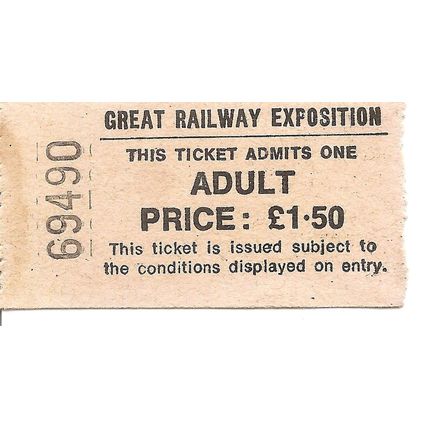 GREAT RAILWAY EXPOSITION
THIS TICKET ADMITS ONE
ADULT
PRICE: £1·50
This ticket is issued subject to
the conditions displayed on entry.
69490